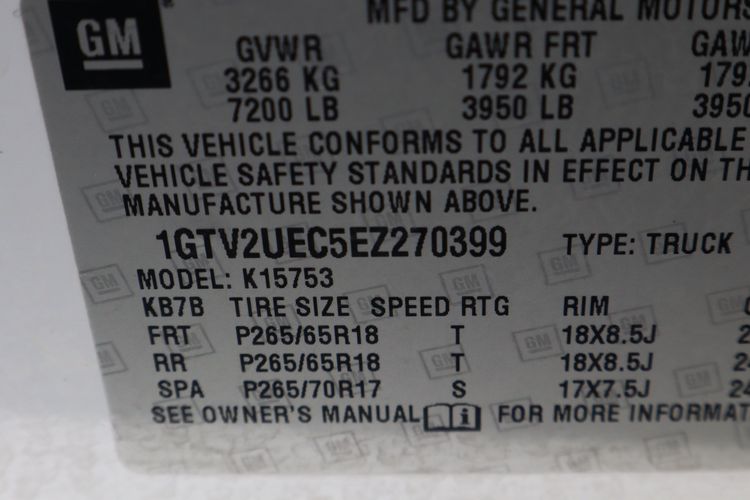 GM
MFD BY GENERAL MOTORS
GVWR GAWR FRT
3266 KG 1792 KG
7200 LB 3950 LB
THIS VEHICLE CONFORMS TO ALL APPLICABLE
VEHICLE SAFETY STANDARDS IN EFFECT ON
MANUFACTURE SHOWN ABOVE.
1GTV2UEC5EZ270399 TYPE: TRUCK
MODEL: K15753
KB7B TIRE SIZE SPEED RTG RIM
FRT P265/65R18 T 18X8.5J
RR P265/65R18 T 18X8.5J
SPA P265/70R17 S 17X7.5J
SEE OWNER'S MANUAL FOR MORE